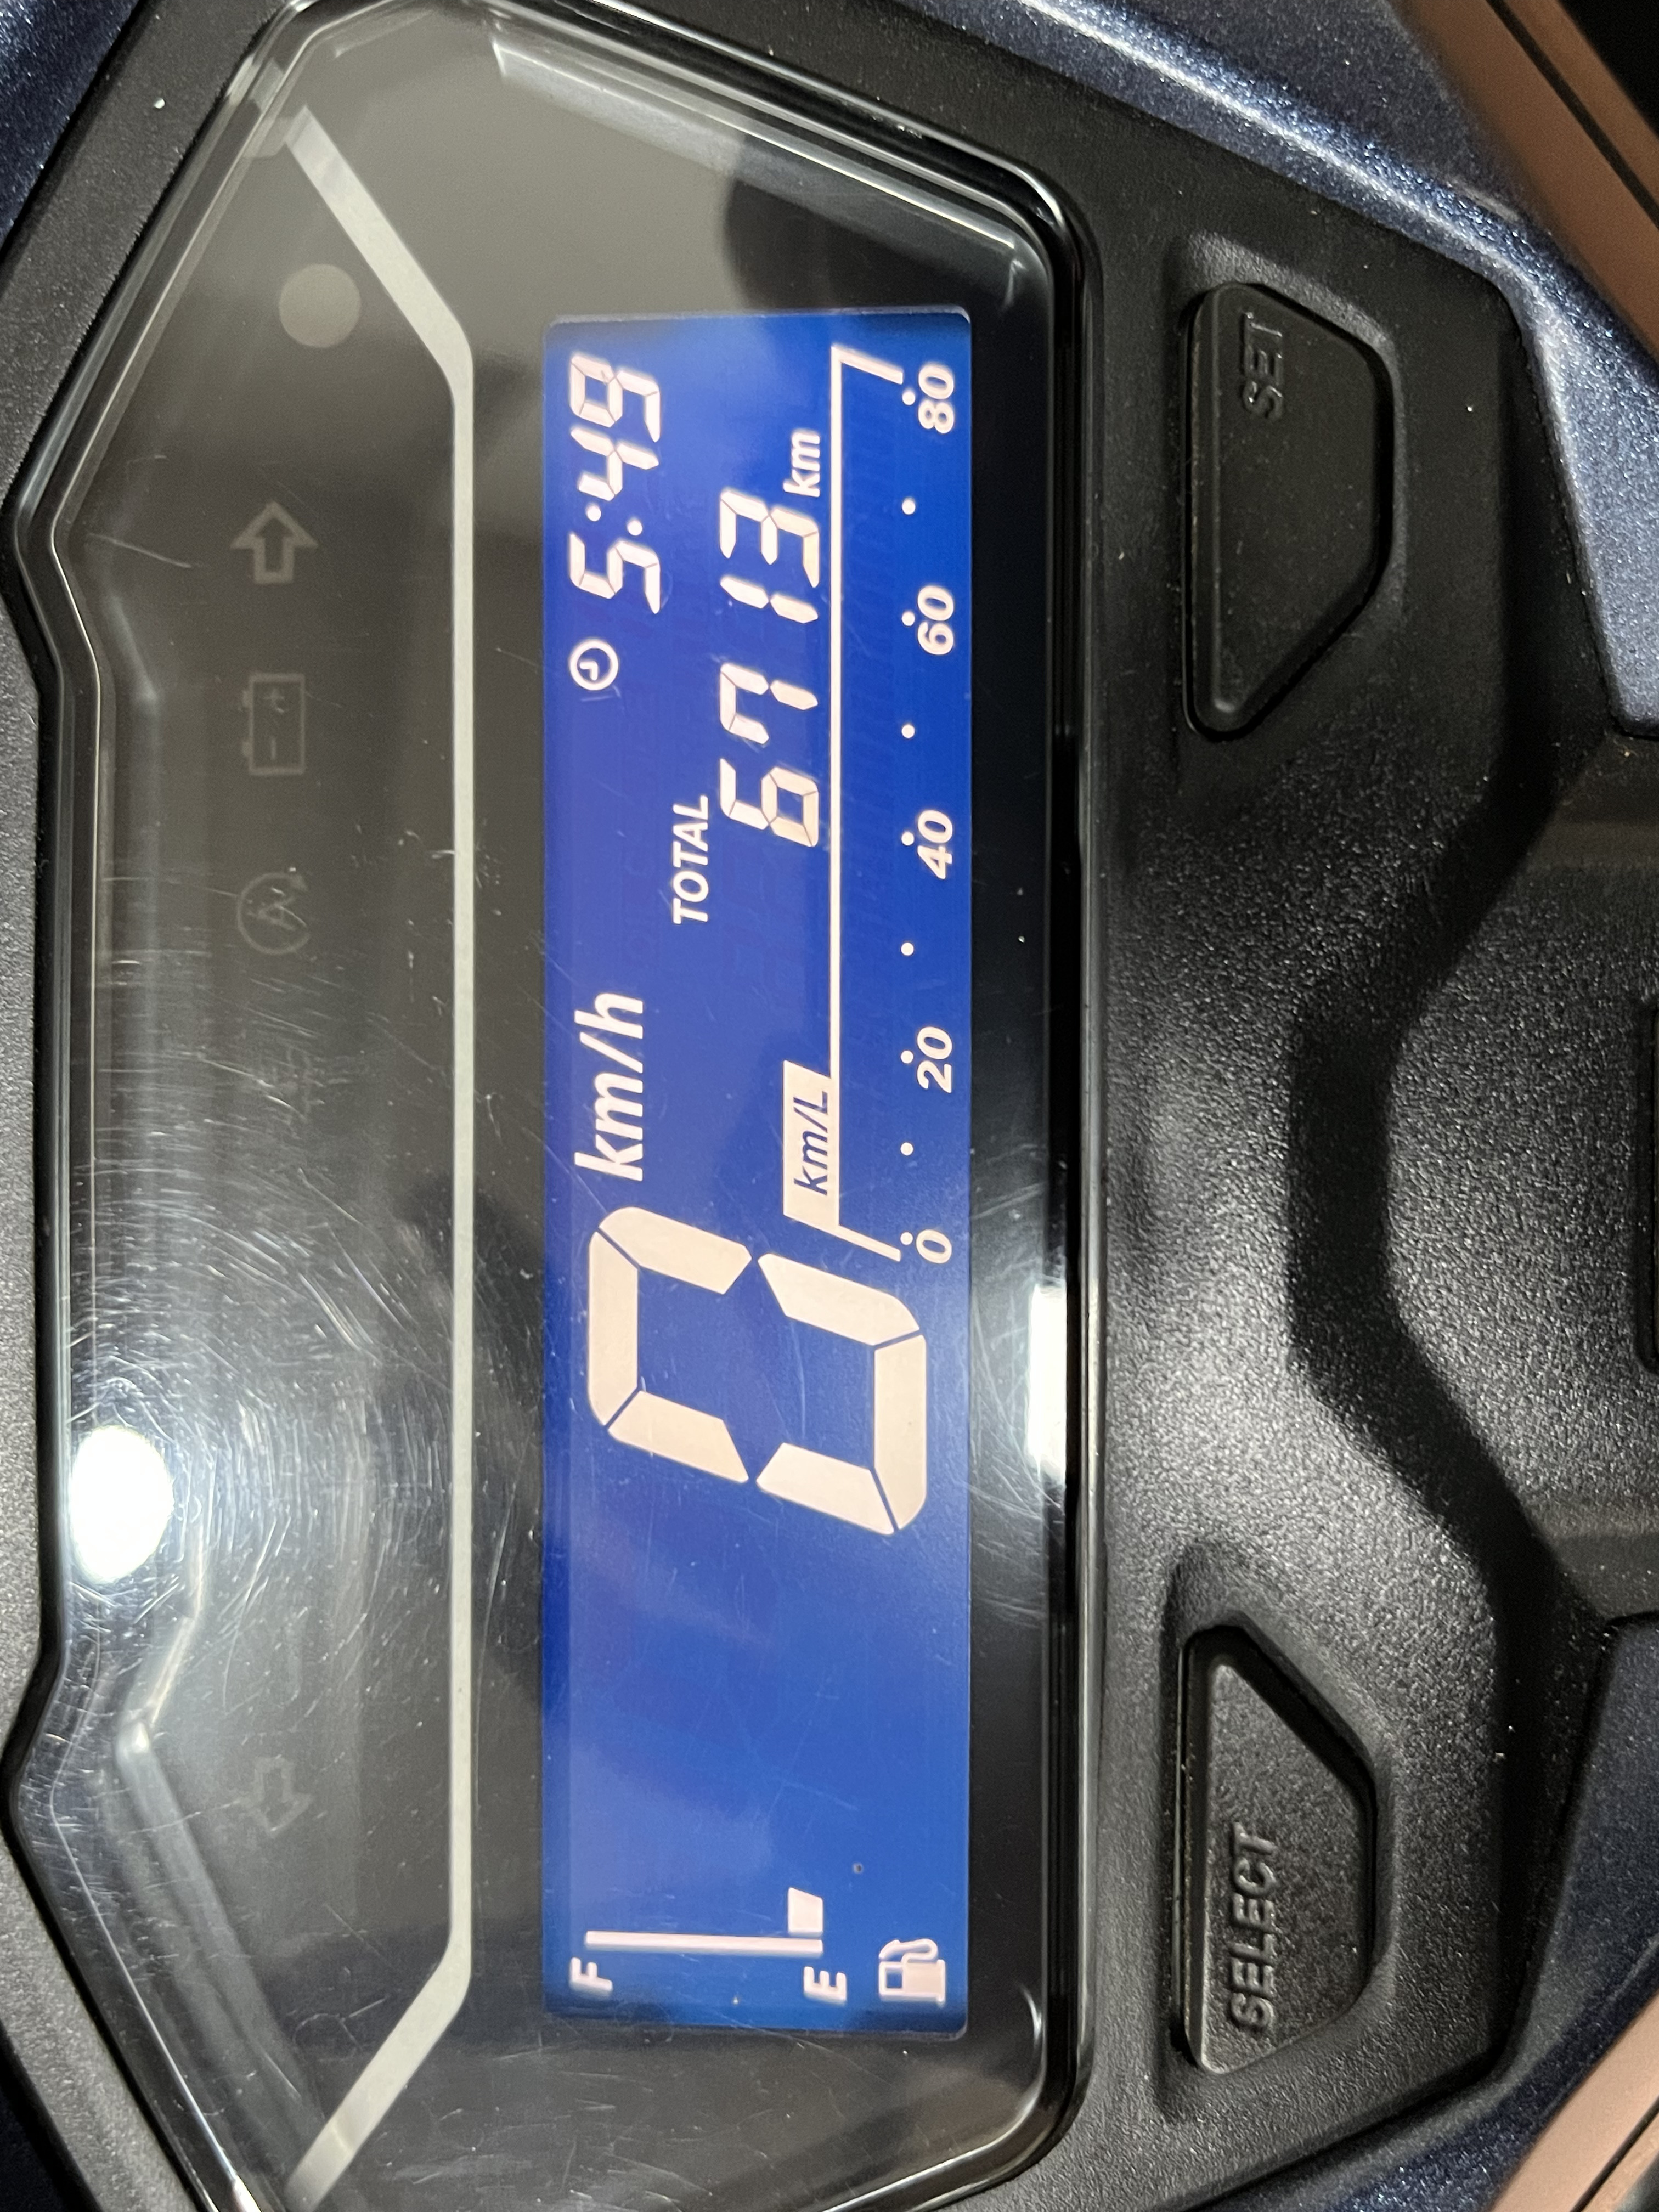 F
0 km/h
5:49
TOTAL
6713 km
km/L
E
0 20 40 60 80
SELECT
SET